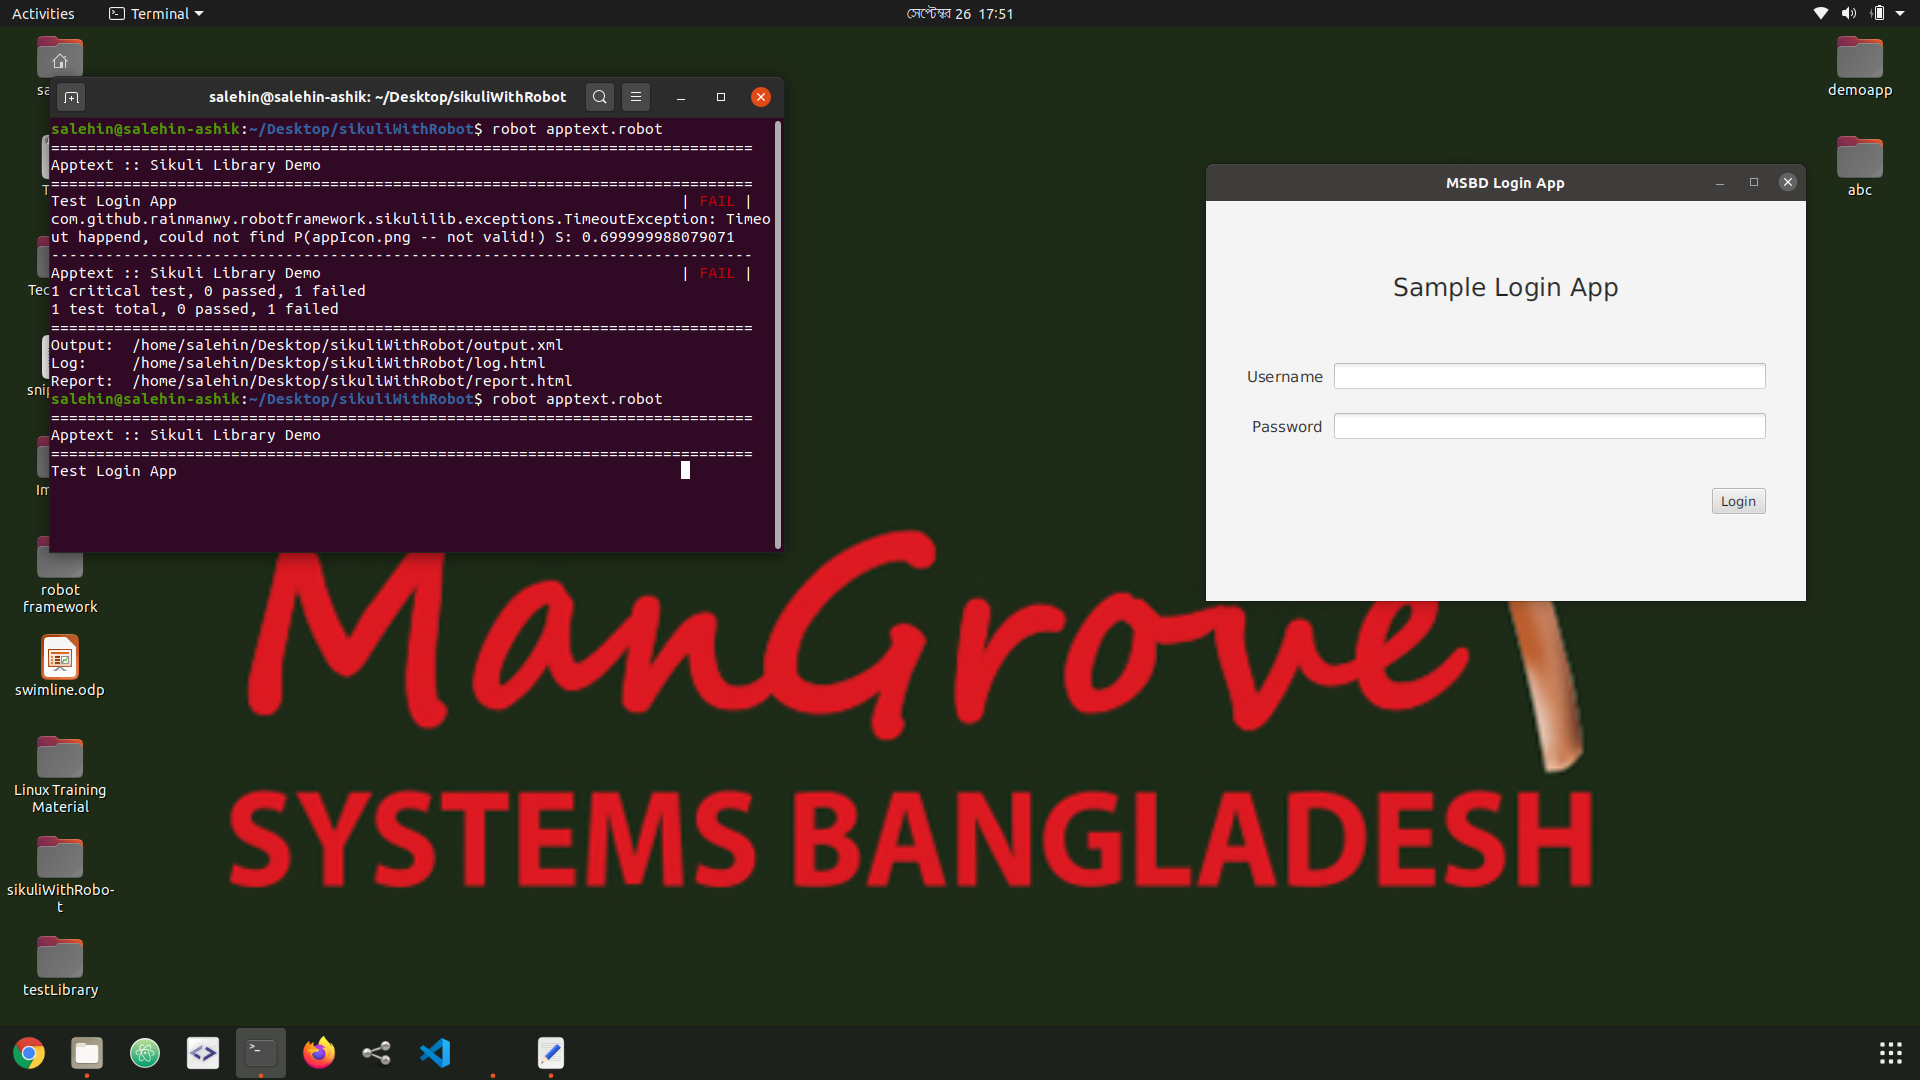 Activities
Terminal
সেপ্টেম্বর 26 17:51
sa
salehin@salehin-ashik: ~/Desktop/sikuliWithRobot
salehin@salehin-ashik:~/Desktop/sikuliWithRobot$ robot apptext.robot
==============================================================================
Apptext :: Sikuli Library Demo
==============================================================================
Test Login App | FAIL |
com.github.rainmanwy.robotframework.sikulilib.exceptions.TimeoutException: Timeo
ut happend, could not find P(appIcon.png -- not valid!) S: 0.699999988079071
------------------------------------------------------------------------------
Apptext :: Sikuli Library Demo | FAIL |
1 critical test, 0 passed, 1 failed
1 test total, 0 passed, 1 failed
==============================================================================
Output: /home/salehin/Desktop/sikuliWithRobot/output.xml
Log: /home/salehin/Desktop/sikuliWithRobot/log.html
Report: /home/salehin/Desktop/sikuliWithRobot/report.html
salehin@salehin-ashik:~/Desktop/sikuliWithRobot$ robot apptext.robot
==============================================================================
Apptext :: Sikuli Library Demo
==============================================================================
Test Login App
T
Tec
snip
Im
robot
framework
swimline.odp
Linux Training
Material
sikuliWithRobo-
t
testLibrary
demoapp
abc
MSBD Login App
Sample Login App
Username
Password
Login
ManGrove
SYSTEMS BANGLADESH